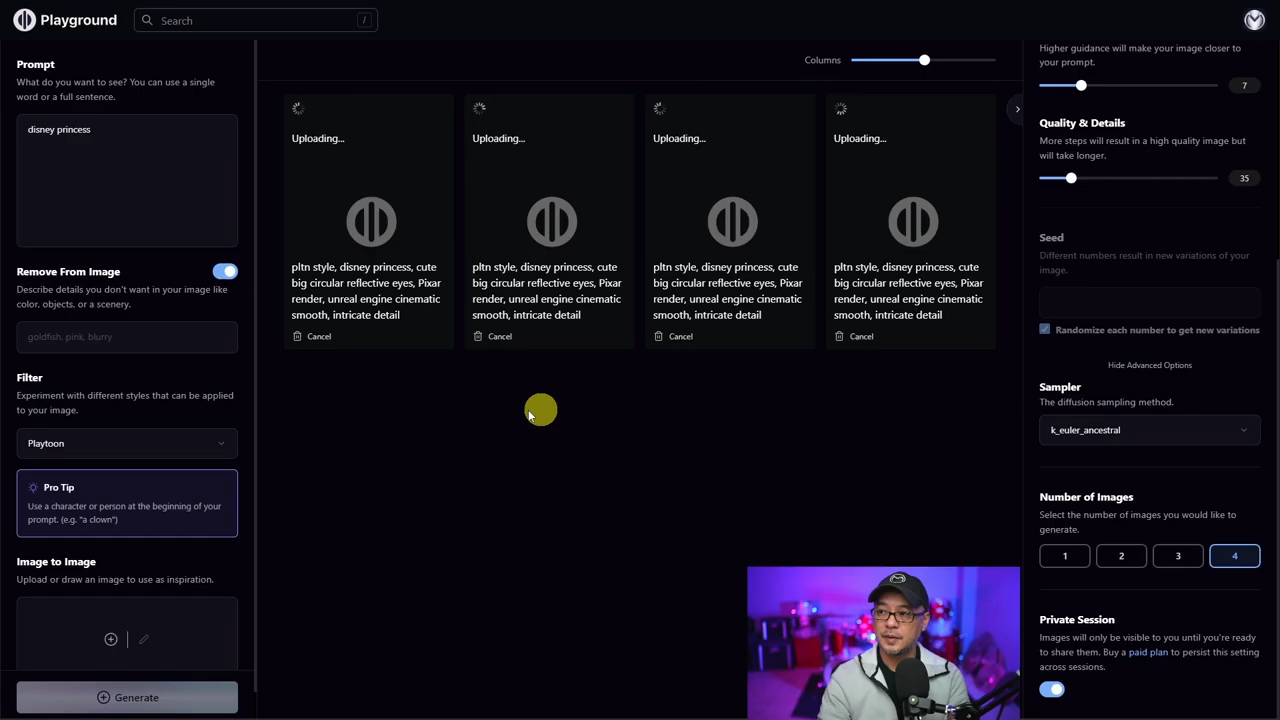 Playground
Search
/
Prompt
What do you want to see? You can use a single
word or a full sentence.
disney princess
Remove From Image
Describe details you don't want in your image like
color, objects, or a scenery.
goldfish, pink, blurry
Filter
Experiment with different styles that can be applied
to your image.
Playtoon
Pro Tip
Use a character or person at the beginning of your
prompt. (e.g. "a clown")
Image to Image
Upload or draw an image to use as inspiration.
Generate
Columns
Uploading...
pltn style, disney princess, cute
big circular reflective eyes, Pixar
render, unreal engine cinematic
smooth, intricate detail
Cancel
Uploading...
pltn style, disney princess, cute
big circular reflective eyes, Pixar
render, unreal engine cinematic
smooth, intricate detail
Cancel
Uploading...
pltn style, disney princess, cute
big circular reflective eyes, Pixar
render, unreal engine cinematic
smooth, intricate detail
Cancel
Uploading...
pltn style, disney princess, cute
big circular reflective eyes, Pixar
render, unreal engine cinematic
smooth, intricate detail
Cancel
Higher guidance will make your image closer to
your prompt.
7
Quality & Details
More steps will result in a high quality image but
will take longer.
35
Seed
Different numbers result in new variations of your
image.
Randomize each number to get new variations
Hide Advanced Options
Sampler
The diffusion sampling method.
k_euler_ancestral
Number of Images
Select the number of images you would like to
generate.
1 2 3 4
Private Session
Images will only be visible to you until you're ready
to share them. Buy a paid plan to persist this setting
across sessions.